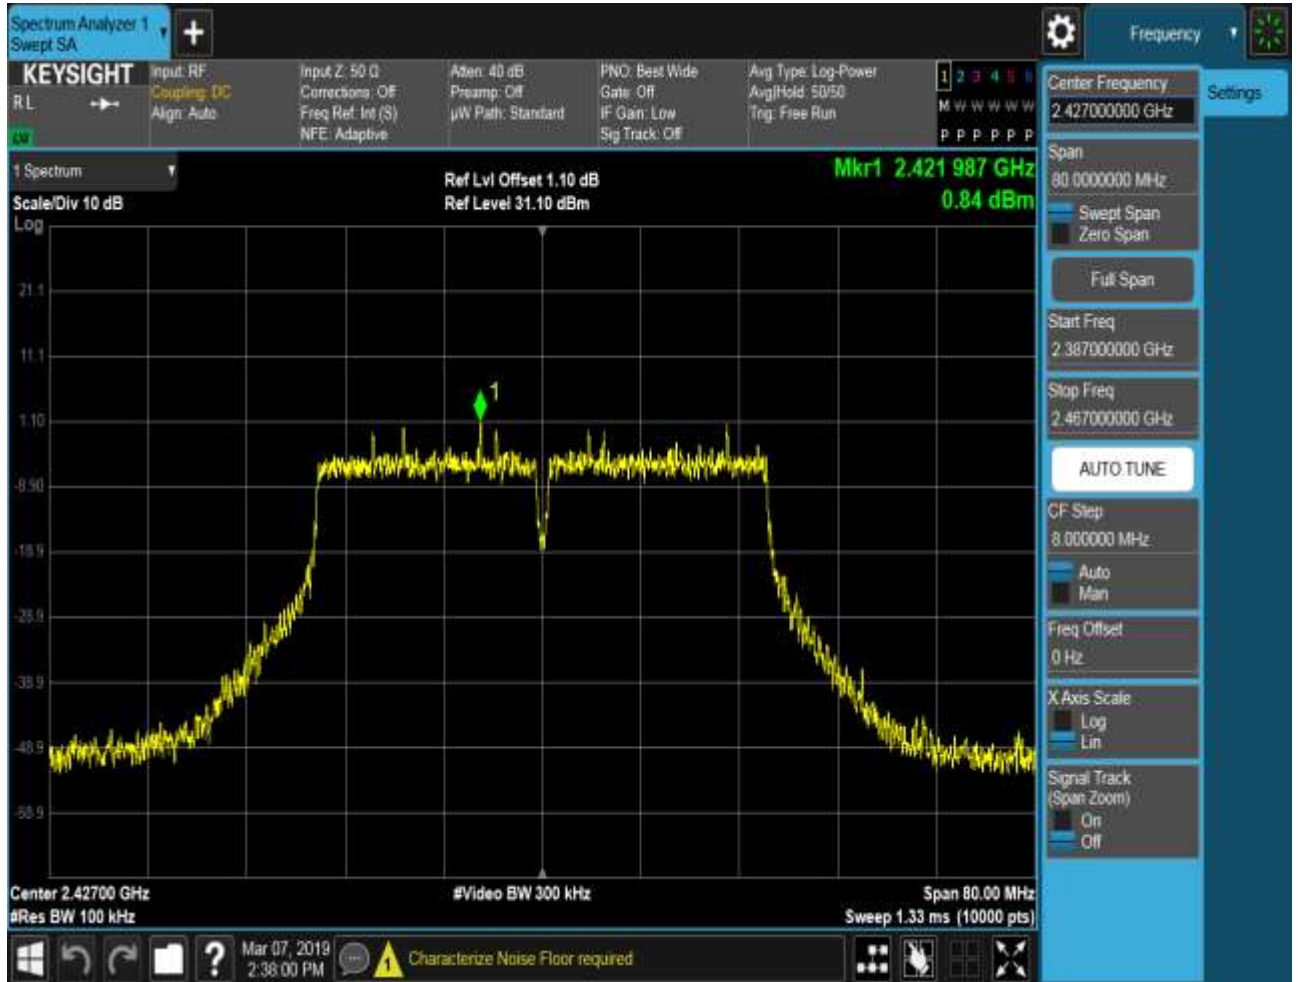 Spectrum Analyzer 1
Swept SA
+
Frequency
KEYSIGHT
R L
Input: RF
Coupling: DC
Align: Auto
Input Z: 50 Ω
Corrections: Off
Freq Ref: Int (S)
NFE: Adaptive
Atten: 40 dB
Preamp: Off
µW Path: Standard
PNO: Best Wide
Gate: Off
IF Gain: Low
Sig Track: Off
Avg Type: Log-Power
Avg|Hold: 50/50
Trig: Free Run
1 2 3 4 5 6
M W W W W W
P P P P P P
Center Frequency
2.427000000 GHz
Settings
Span
80.0000000 MHz
Swept Span
Zero Span
Full Span
Start Freq
2.387000000 GHz
Stop Freq
2.467000000 GHz
AUTO TUNE
CF Step
8.000000 MHz
Auto
Man
Freq Offset
0 Hz
X Axis Scale
Log
Lin
Signal Track
(Span Zoom)
On
Off
1 Spectrum
Scale/Div 10 dB
Log
Ref Lvl Offset 1.10 dB
Ref Level 31.10 dBm
Mkr1 2.421 987 GHz
0.84 dBm
21.1
11.1
1
1.10
-8.90
-18.9
-28.9
-38.9
-48.9
-58.9
Center 2.42700 GHz
#Video BW 300 kHz
Span 80.00 MHz
#Res BW 100 kHz
Sweep 1.33 ms (10000 pts)
?
Mar 07, 2019
2:38:00 PM
1
Characterize Noise Floor required